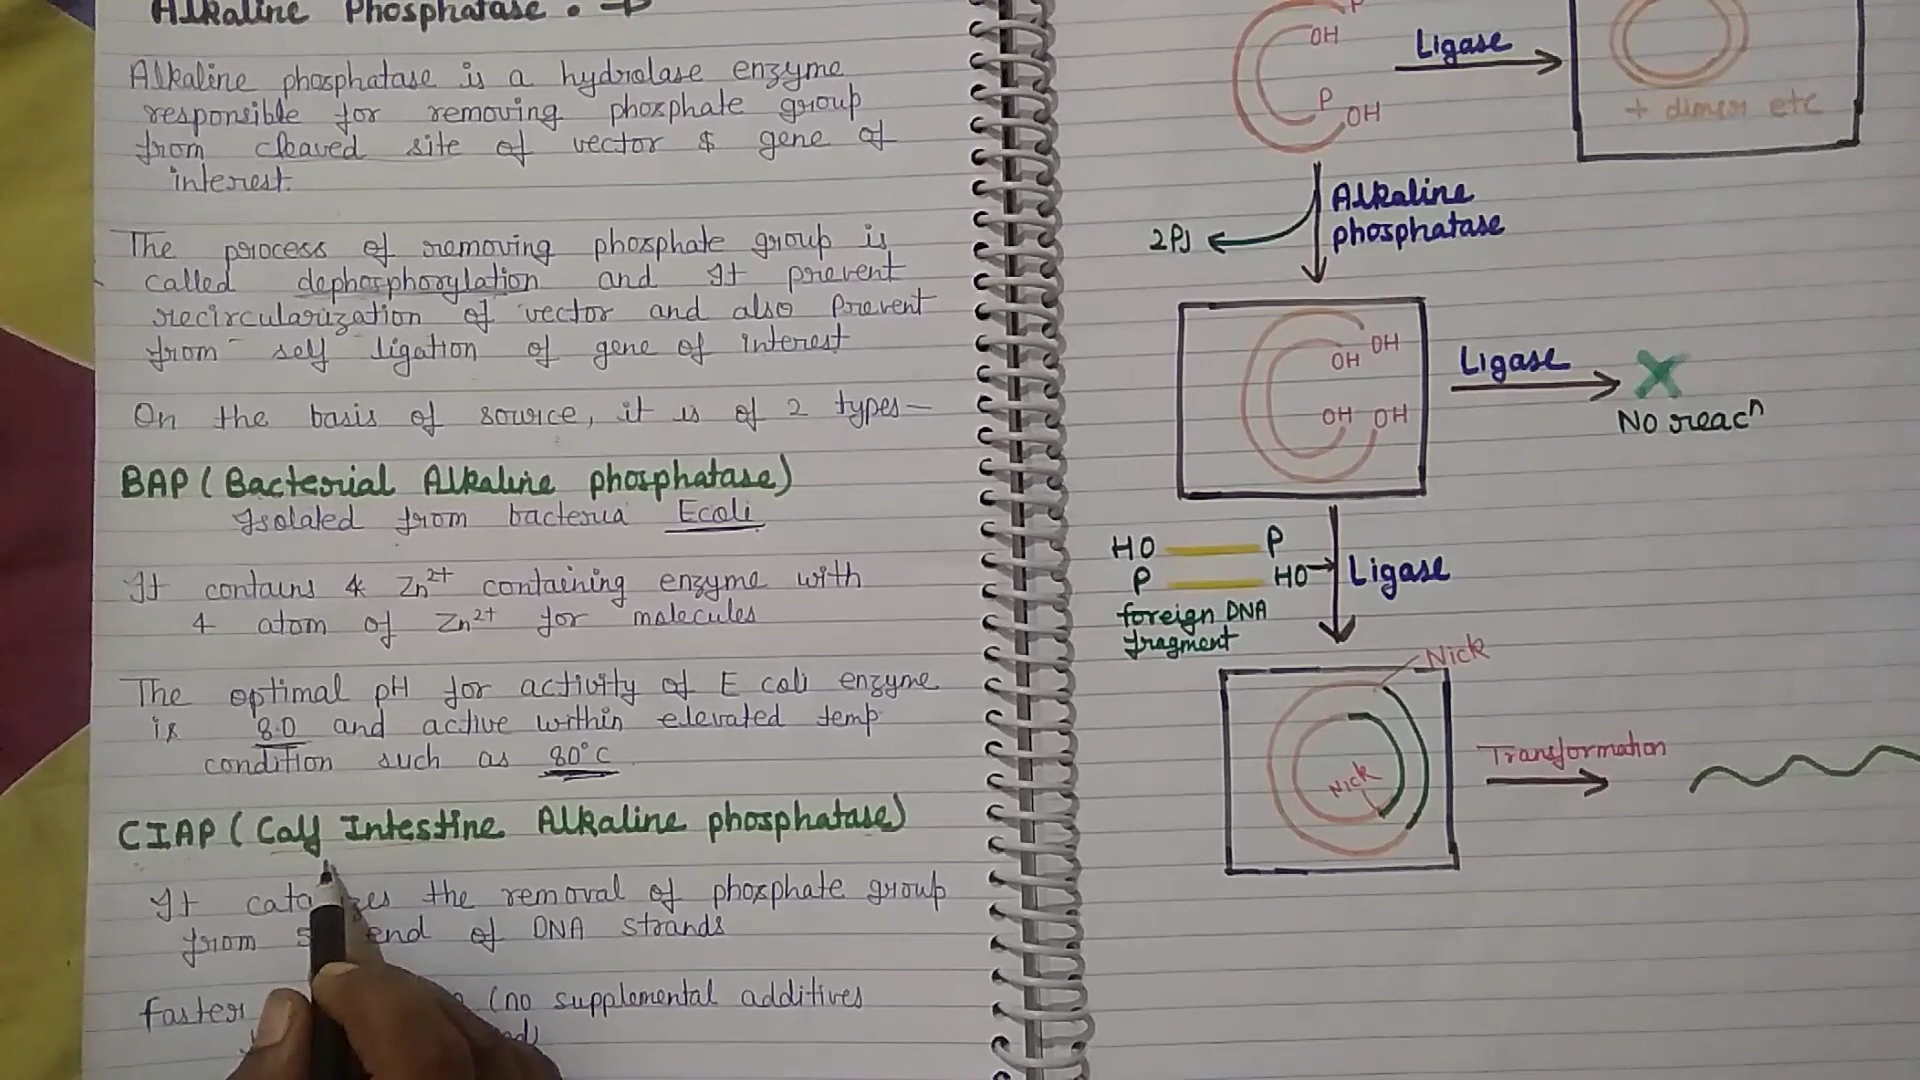 Alkaline Phosphatase. →
Alkaline phosphatase is a hydrolase enzyme
responsible for removing phosphate group
from cleaved site of vector & gene of
interest.
The process of removing phosphate group is
called dephosphorylation and It prevent
recircularization of vector and also Prevent
from self ligation of gene of interest
On the basis of source, it is of 2 types—
BAP (Bacterial Alkaline phosphatase)
Isolated from bacteria Ecoli
It contains & Zn²⁺ containing enzyme with
4 atom of Zn²⁺ for molecules
The optimal pH for activity of E coli enzyme
is 8.0 and active within elevated temp
condition such as 80°C
CIAP (Calf Intestine Alkaline phosphatase)
It the removal of phosphate group
from end of DNA strands
faster (no supplemental additives
P
OH
P
OH
Ligase
+ dimer etc
Alkaline
phosphatase
2Pi
OH
OH
OH OH
Ligase
No reacⁿ
HO P
P HO
foreign DNA
fragment
Ligase
Nick
Nick
Transformation